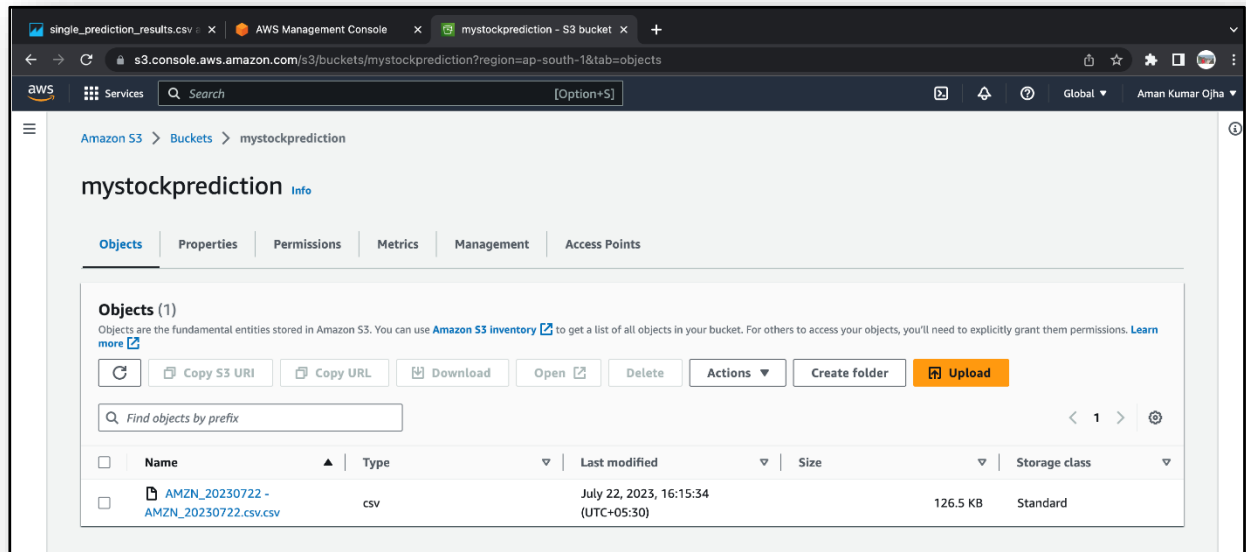 single_prediction_results.csv
AWS Management Console
mystockprediction - S3 bucket
s3.console.aws.amazon.com/s3/buckets/mystockprediction?region=ap-south-1&tab=objects
aws
Services
Search
[Option+S]
Global
Aman Kumar Ojha
Amazon S3 > Buckets > mystockprediction
mystockprediction Info
Objects Properties Permissions Metrics Management Access Points
Objects (1)
Objects are the fundamental entities stored in Amazon S3. You can use Amazon S3 inventory to get a list of all objects in your bucket. For others to access your objects, you'll need to explicitly grant them permissions. Learn
more
Copy S3 URI Copy URL Download Open Delete Actions Create folder Upload
Find objects by prefix
1
Name Type Last modified Size Storage class
AMZN_20230722 -
AMZN_20230722.csv.csv
csv
July 22, 2023, 16:15:34
(UTC+05:30)
126.5 KB
Standard